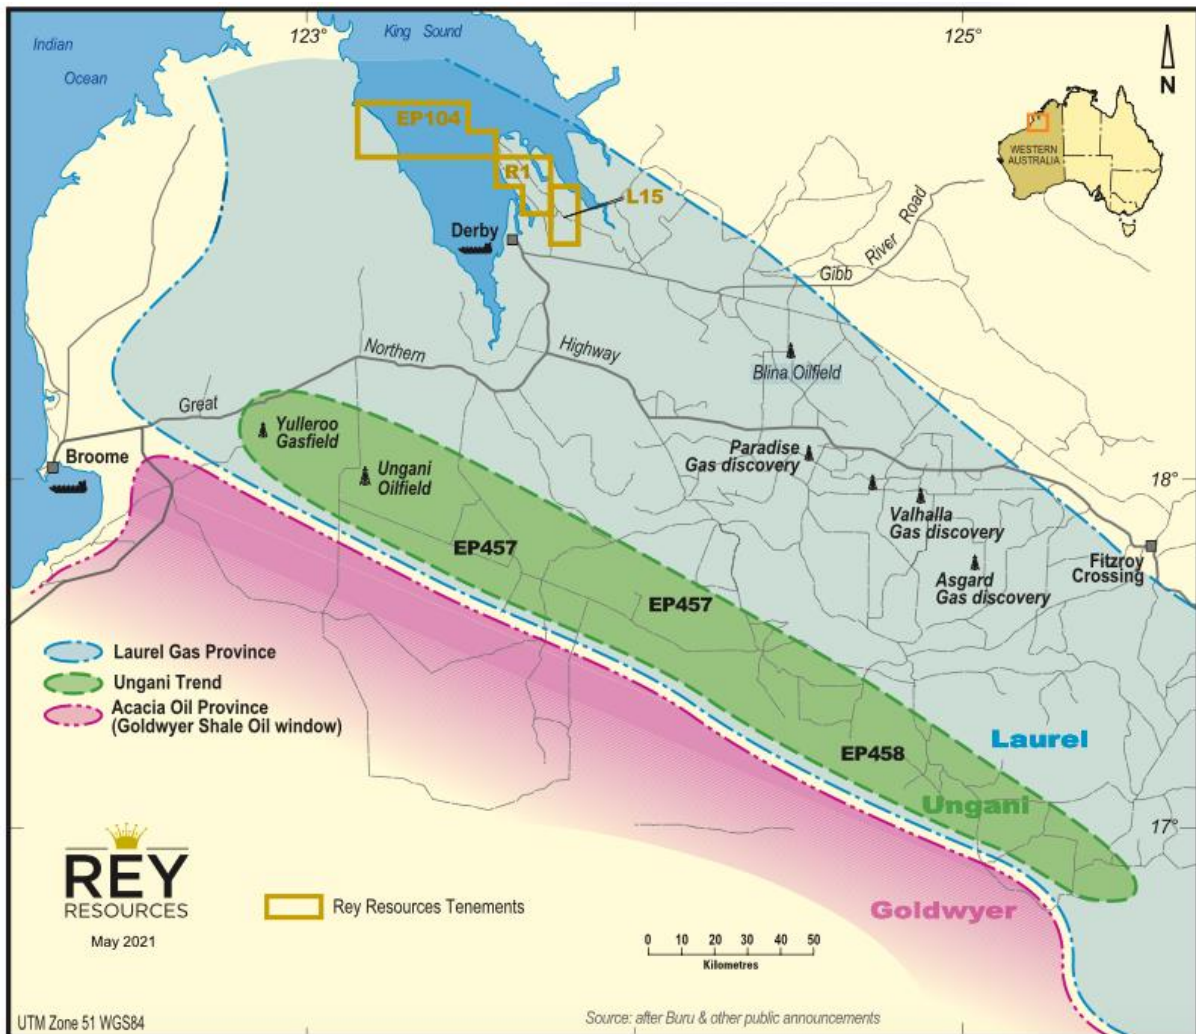 Indian
Ocean
123°
King Sound
125°
N
EP104
R1
L15
WESTERN
AUSTRALIA
Derby
Gibb River Road
Great Northern Highway
Blina Oilfield
Yulleroo
Gasfield
Ungani
Oilfield
Paradise
Gas discovery
Broome
18°
Valhalla
Gas discovery
EP457
Fitzroy
Crossing
Asgard
Gas discovery
EP457
Laurel Gas Province
Ungani Trend
Acacia Oil Province
(Goldwyer Shale Oil window)
Laurel
EP458
Ungani
17°
REY
RESOURCES
May 2021
Rey Resources Tenements
Goldwyer
0 10 20 30 40 50
Kilometres
UTM Zone 51 WGS84
Source: after Buru & other public announcements